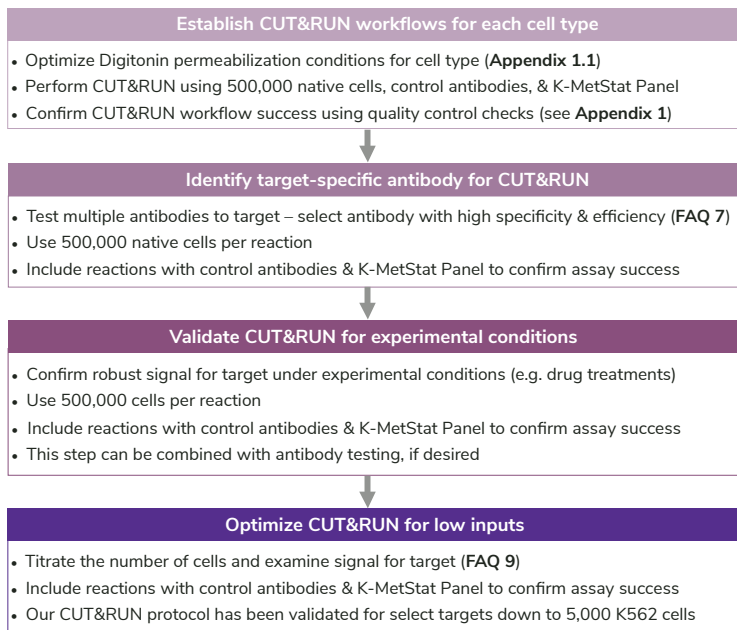 Establish CUT&RUN workflows for each cell type
• Optimize Digitonin permeabilization conditions for cell type (Appendix 1.1)
• Perform CUT&RUN using 500,000 native cells, control antibodies, & K-MetStat Panel
• Confirm CUT&RUN workflow success using quality control checks (see Appendix 1)
Identify target-specific antibody for CUT&RUN
• Test multiple antibodies to target – select antibody with high specificity & efficiency (FAQ 7)
• Use 500,000 native cells per reaction
• Include reactions with control antibodies & K-MetStat Panel to confirm assay success
Validate CUT&RUN for experimental conditions
• Confirm robust signal for target under experimental conditions (e.g. drug treatments)
• Use 500,000 cells per reaction
• Include reactions with control antibodies & K-MetStat Panel to confirm assay success
• This step can be combined with antibody testing, if desired
Optimize CUT&RUN for low inputs
• Titrate the number of cells and examine signal for target (FAQ 9)
• Include reactions with control antibodies & K-MetStat Panel to confirm assay success
• Our CUT&RUN protocol has been validated for select targets down to 5,000 K562 cells